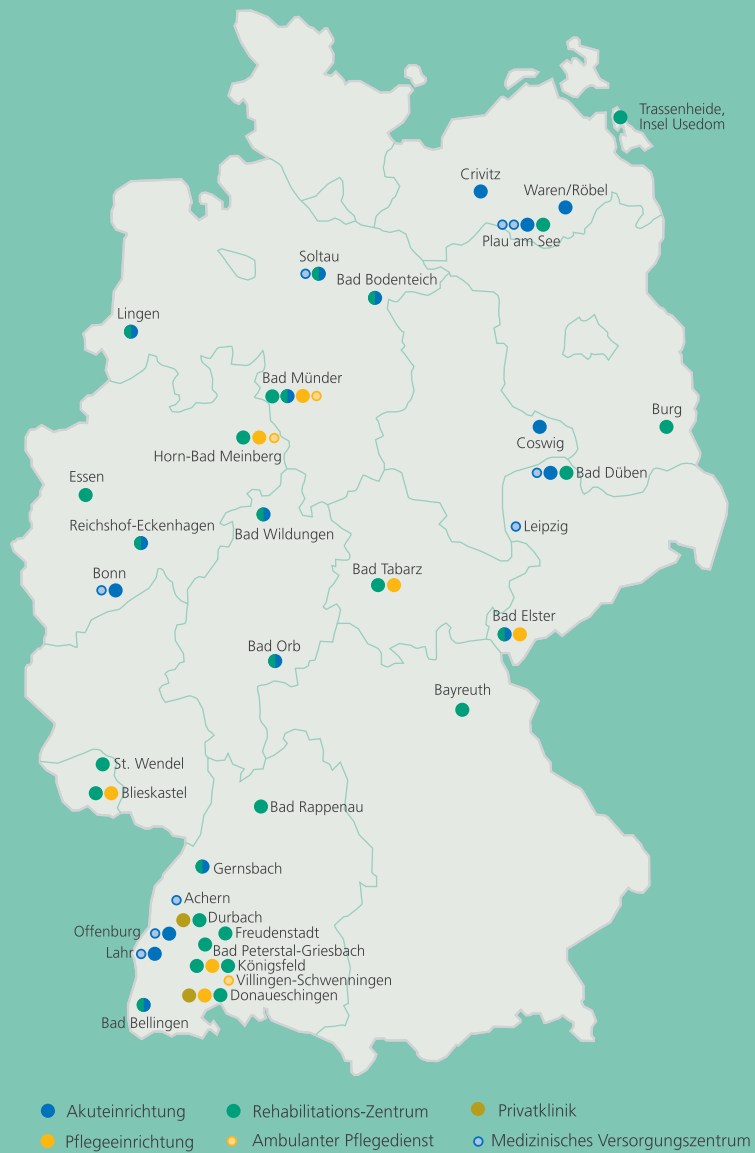 Trassenheide,
Insel Usedom
Crivitz
Waren/Röbel
Plau am See
Soltau
Bad Bodenteich
Lingen
Bad Münder
Burg
Coswig
Horn-Bad Meinberg
Bad Düben
Essen
Reichshof-Eckenhagen
Leipzig
Bad Wildungen
Bonn
Bad Tabarz
Bad Elster
Bad Orb
Bayreuth
St. Wendel
Blieskastel
Bad Rappenau
Gernsbach
Achern
Durbach
Offenburg
Freudenstadt
Lahr
Bad Peterstal-Griesbach
Königsfeld
Villingen-Schwenningen
Donaueschingen
Bad Bellingen
Akuteinrichtung
Rehabilitations-Zentrum
Privatklinik
Pflegeeinrichtung
Ambulanter Pflegedienst
Medizinisches Versorgungszentrum